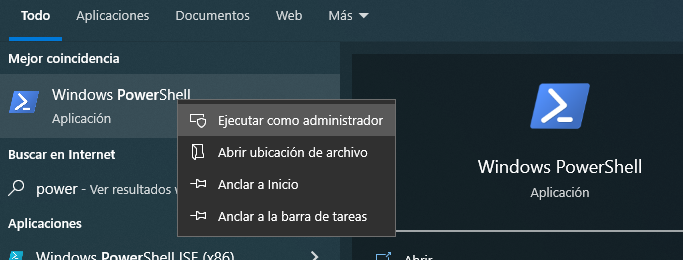 Todo Aplicaciones Documentos Web Más
Mejor coincidencia
Windows PowerShell
Aplicación
Ejecutar como administrador
Abrir ubicación de archivo
Anclar a Inicio
Anclar a la barra de tareas
Buscar en Internet
power - Ver resultados
Aplicaciones
Windows PowerShell ISE (x86)
Windows PowerShell
Aplicación
Abrir